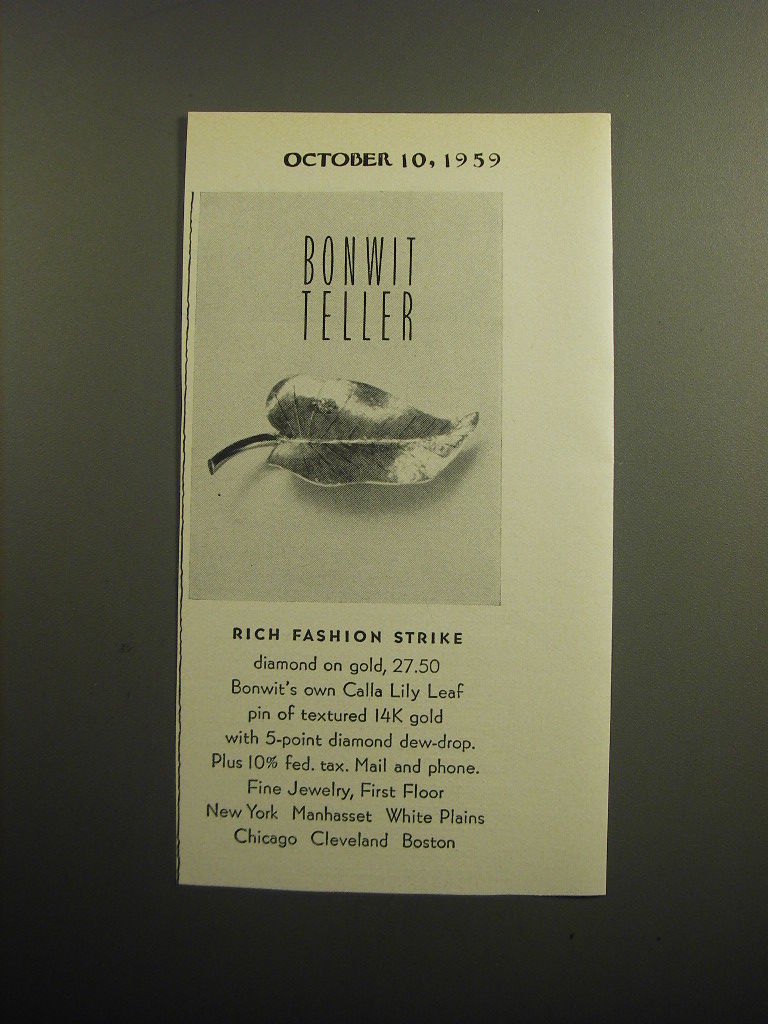 OCTOBER 10, 1959
BONWIT
TELLER
RICH FASHION STRIKE
diamond on gold, 27.50
Bonwit's own Calla Lily Leaf
pin of textured 14K gold
with 5-point diamond dew-drop.
Plus 10% fed. tax. Mail and phone.
Fine Jewelry, First Floor
New York Manhasset White Plains
Chicago Cleveland Boston